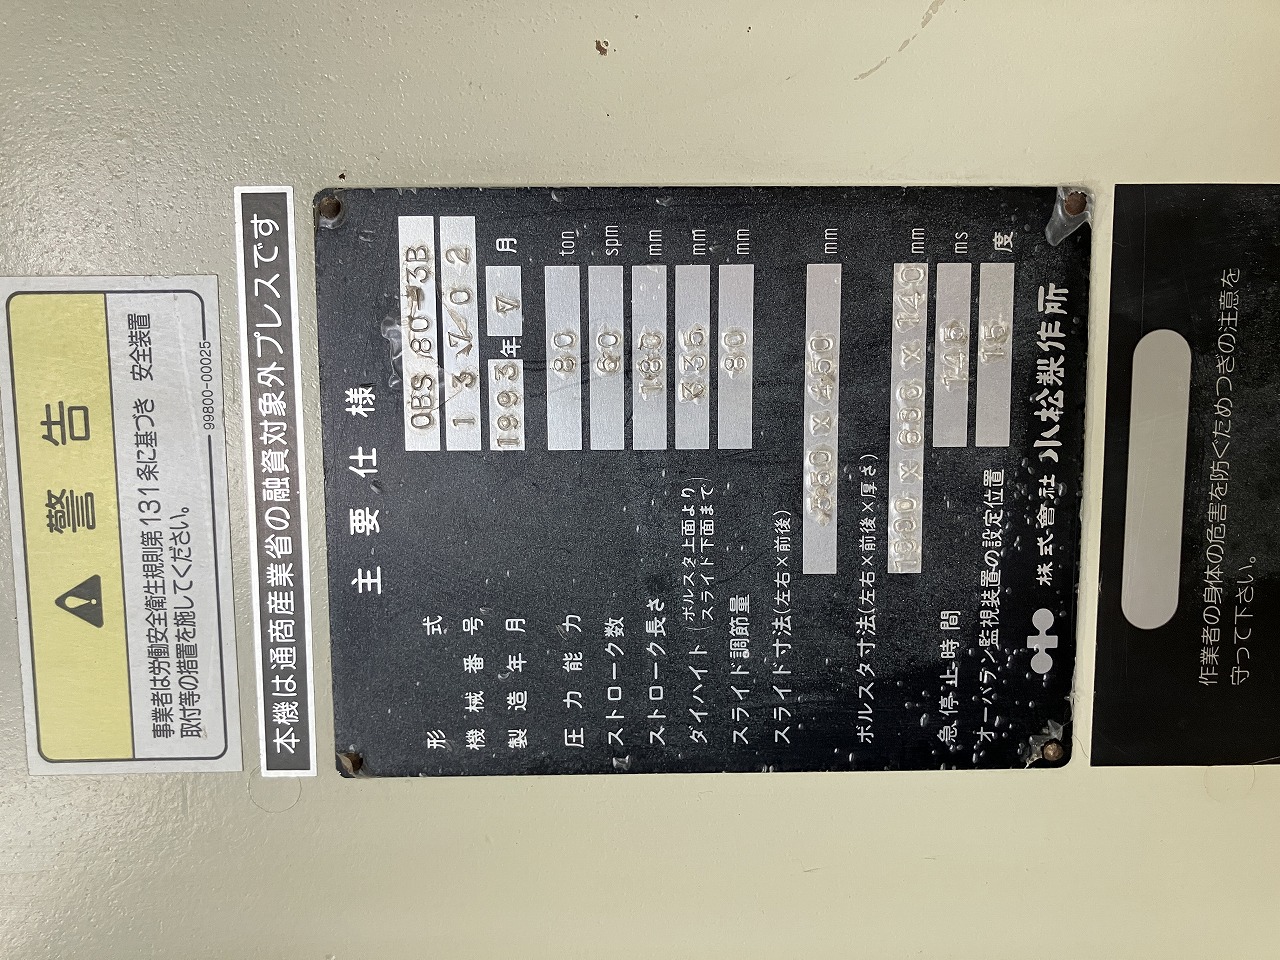 警告
事業者は労働安全衛生規則第131条に基づき 安全装置
取付等の措置を施してください。
99800-00025
本機は通商産業省の融資対象外プレスです
主要仕様
形式 OBS 80-3B
機械番号 13702
製造年月 1993年 7月
圧力能力 80 ton
ストローク数 60 spm
ストローク長さ 180 mm
ダイハイト(ボルスタ上面よりスライド下面まで) 335 mm
スライド調節量 80 mm
スライド寸法(左右×前後)
550 x 450 mm
ボルスタ寸法(左右×前後×厚さ)
1000 x 680 x 140 mm
急停止時間 145 ms
オーバラン監視装置の設定位置 15 度
株式會社 小松製作所
作業者の身体の危害を防ぐためつぎの注意を
守って下さい。